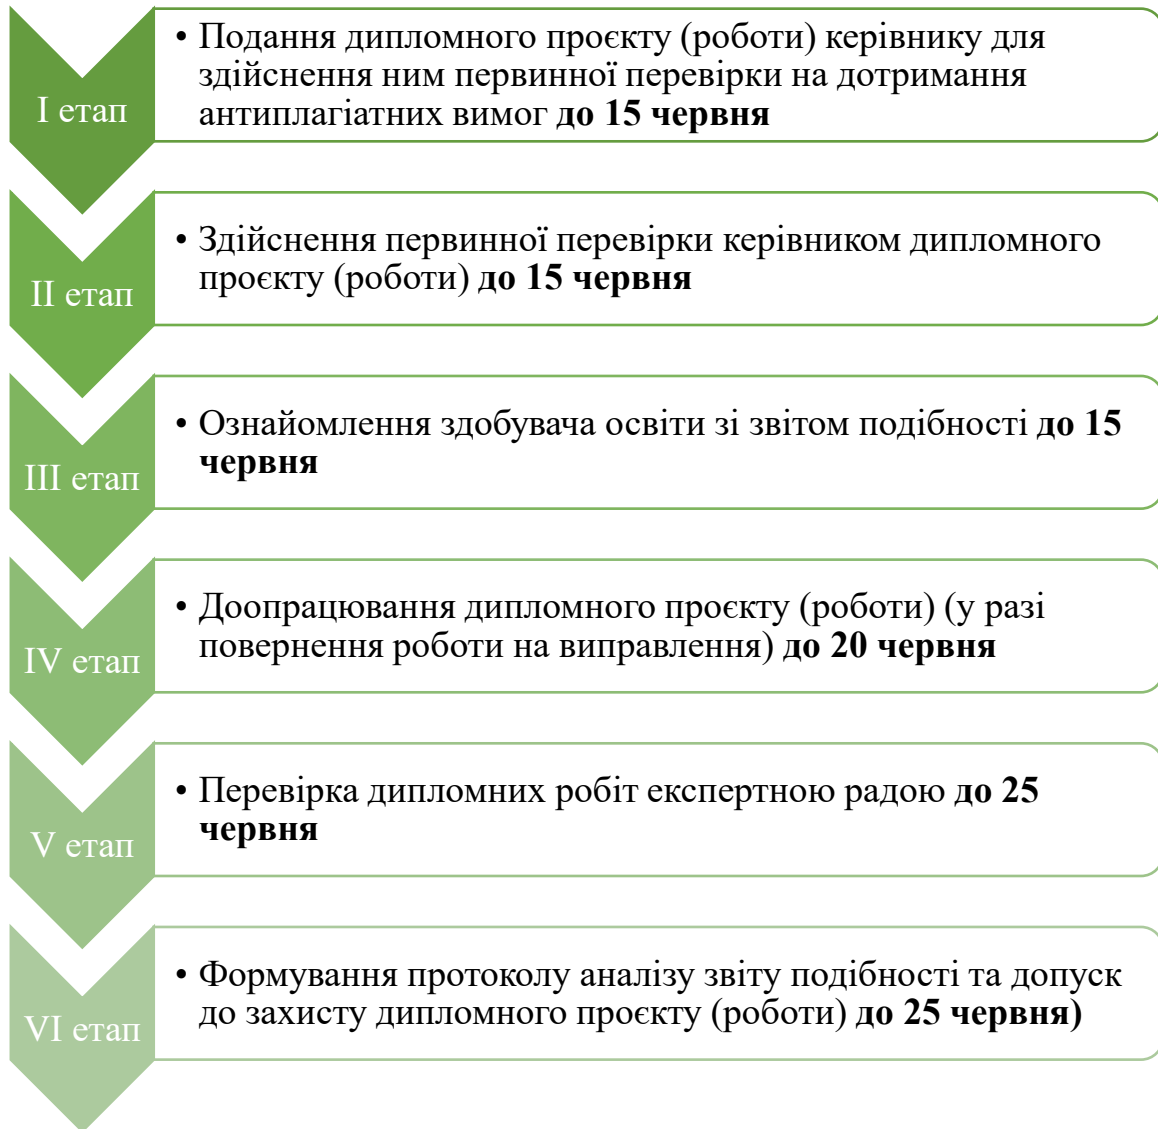 I етап
• Подання дипломного проєкту (роботи) керівнику для
здійснення ним первинної перевірки на дотримання
антиплагіатних вимог до 15 червня
II етап
• Здійснення первинної перевірки керівником дипломного
проєкту (роботи) до 15 червня
III етап
• Ознайомлення здобувача освіти зі звітом подібності до 15
червня
IV етап
• Доопрацювання дипломного проєкту (роботи) (у разі
повернення роботи на виправлення) до 20 червня
V етап
• Перевірка дипломних робіт експертною радою до 25
червня
VI етап
• Формування протоколу аналізу звіту подібності та допуск
до захисту дипломного проєкту (роботи) до 25 червня)